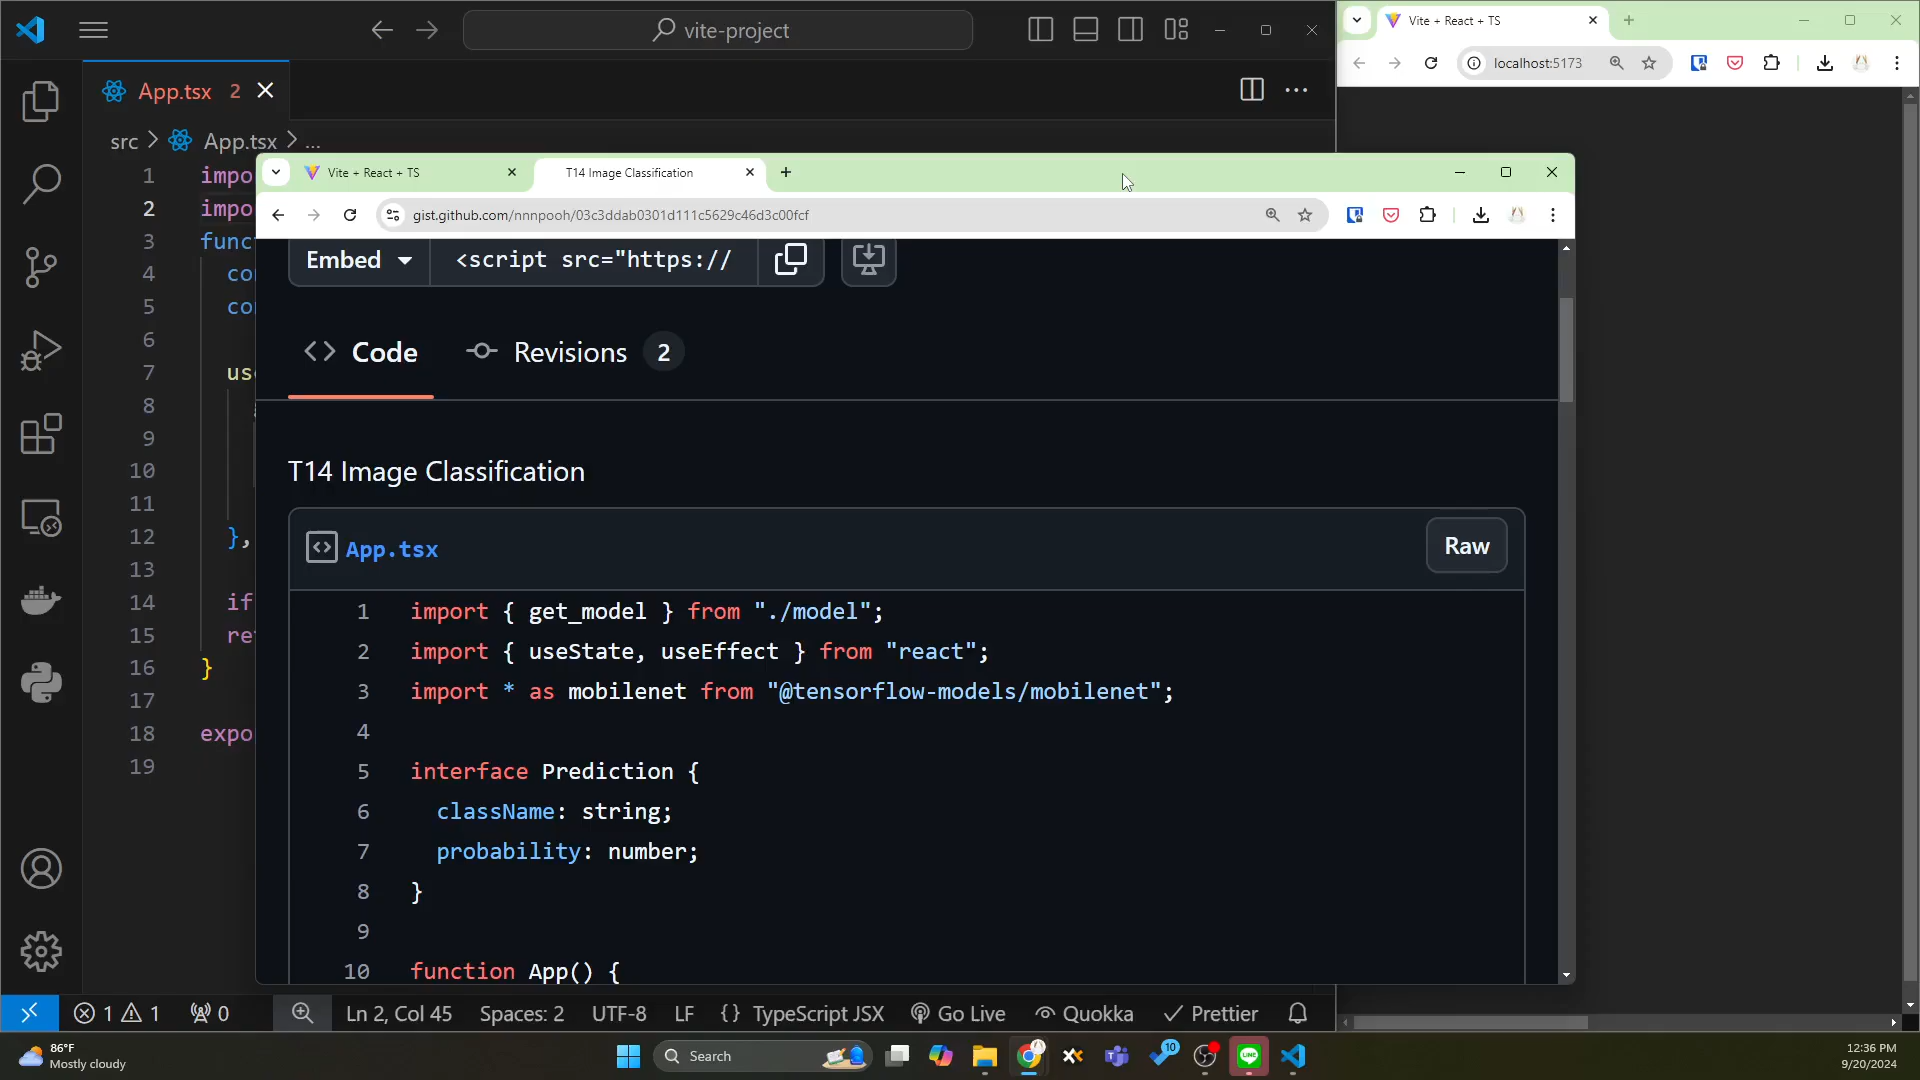 vite-project
Vite + React + TS
localhost:5173
App.tsx 2
src > App.tsx > ...
1 impo
2 impo
3 func
4 con
5
6
7 use
8
9
10
11
12 },
13
14 if
15 ret
16 }
17
18 expo
19
Vite + React + TS
T14 Image Classification
gist.github.com/nnnpooh/03c3ddab0301d111c5629c46d3c00fcf
Embed
<script src="https://
Code
Revisions 2
T14 Image Classification
App.tsx
Raw
1 import { get_model } from "./model";
2 import { useState, useEffect } from "react";
3 import * as mobilenet from "@tensorflow-models/mobilenet";
4
5 interface Prediction {
6 className: string;
7 probability: number;
8 }
9
10 function App() {
1 1 0 Ln 2, Col 45 Spaces: 2 UTF-8 LF {} TypeScript JSX Go Live Quokka Prettier
86°F
Mostly cloudy
Search
10
LINE
12:36 PM
9/20/2024